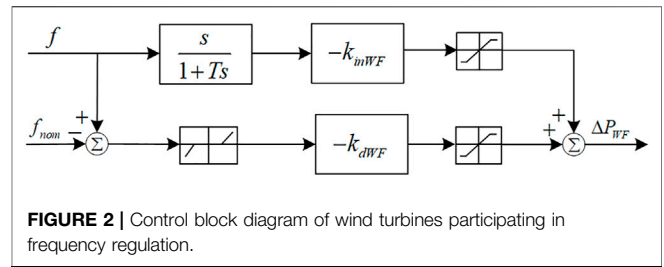 f
s
1+Ts
−k_inWF
f_nom
+
−
Σ
−k_dWF
+
+
Σ
ΔP_WF
FIGURE 2 | Control block diagram of wind turbines participating in
frequency regulation.